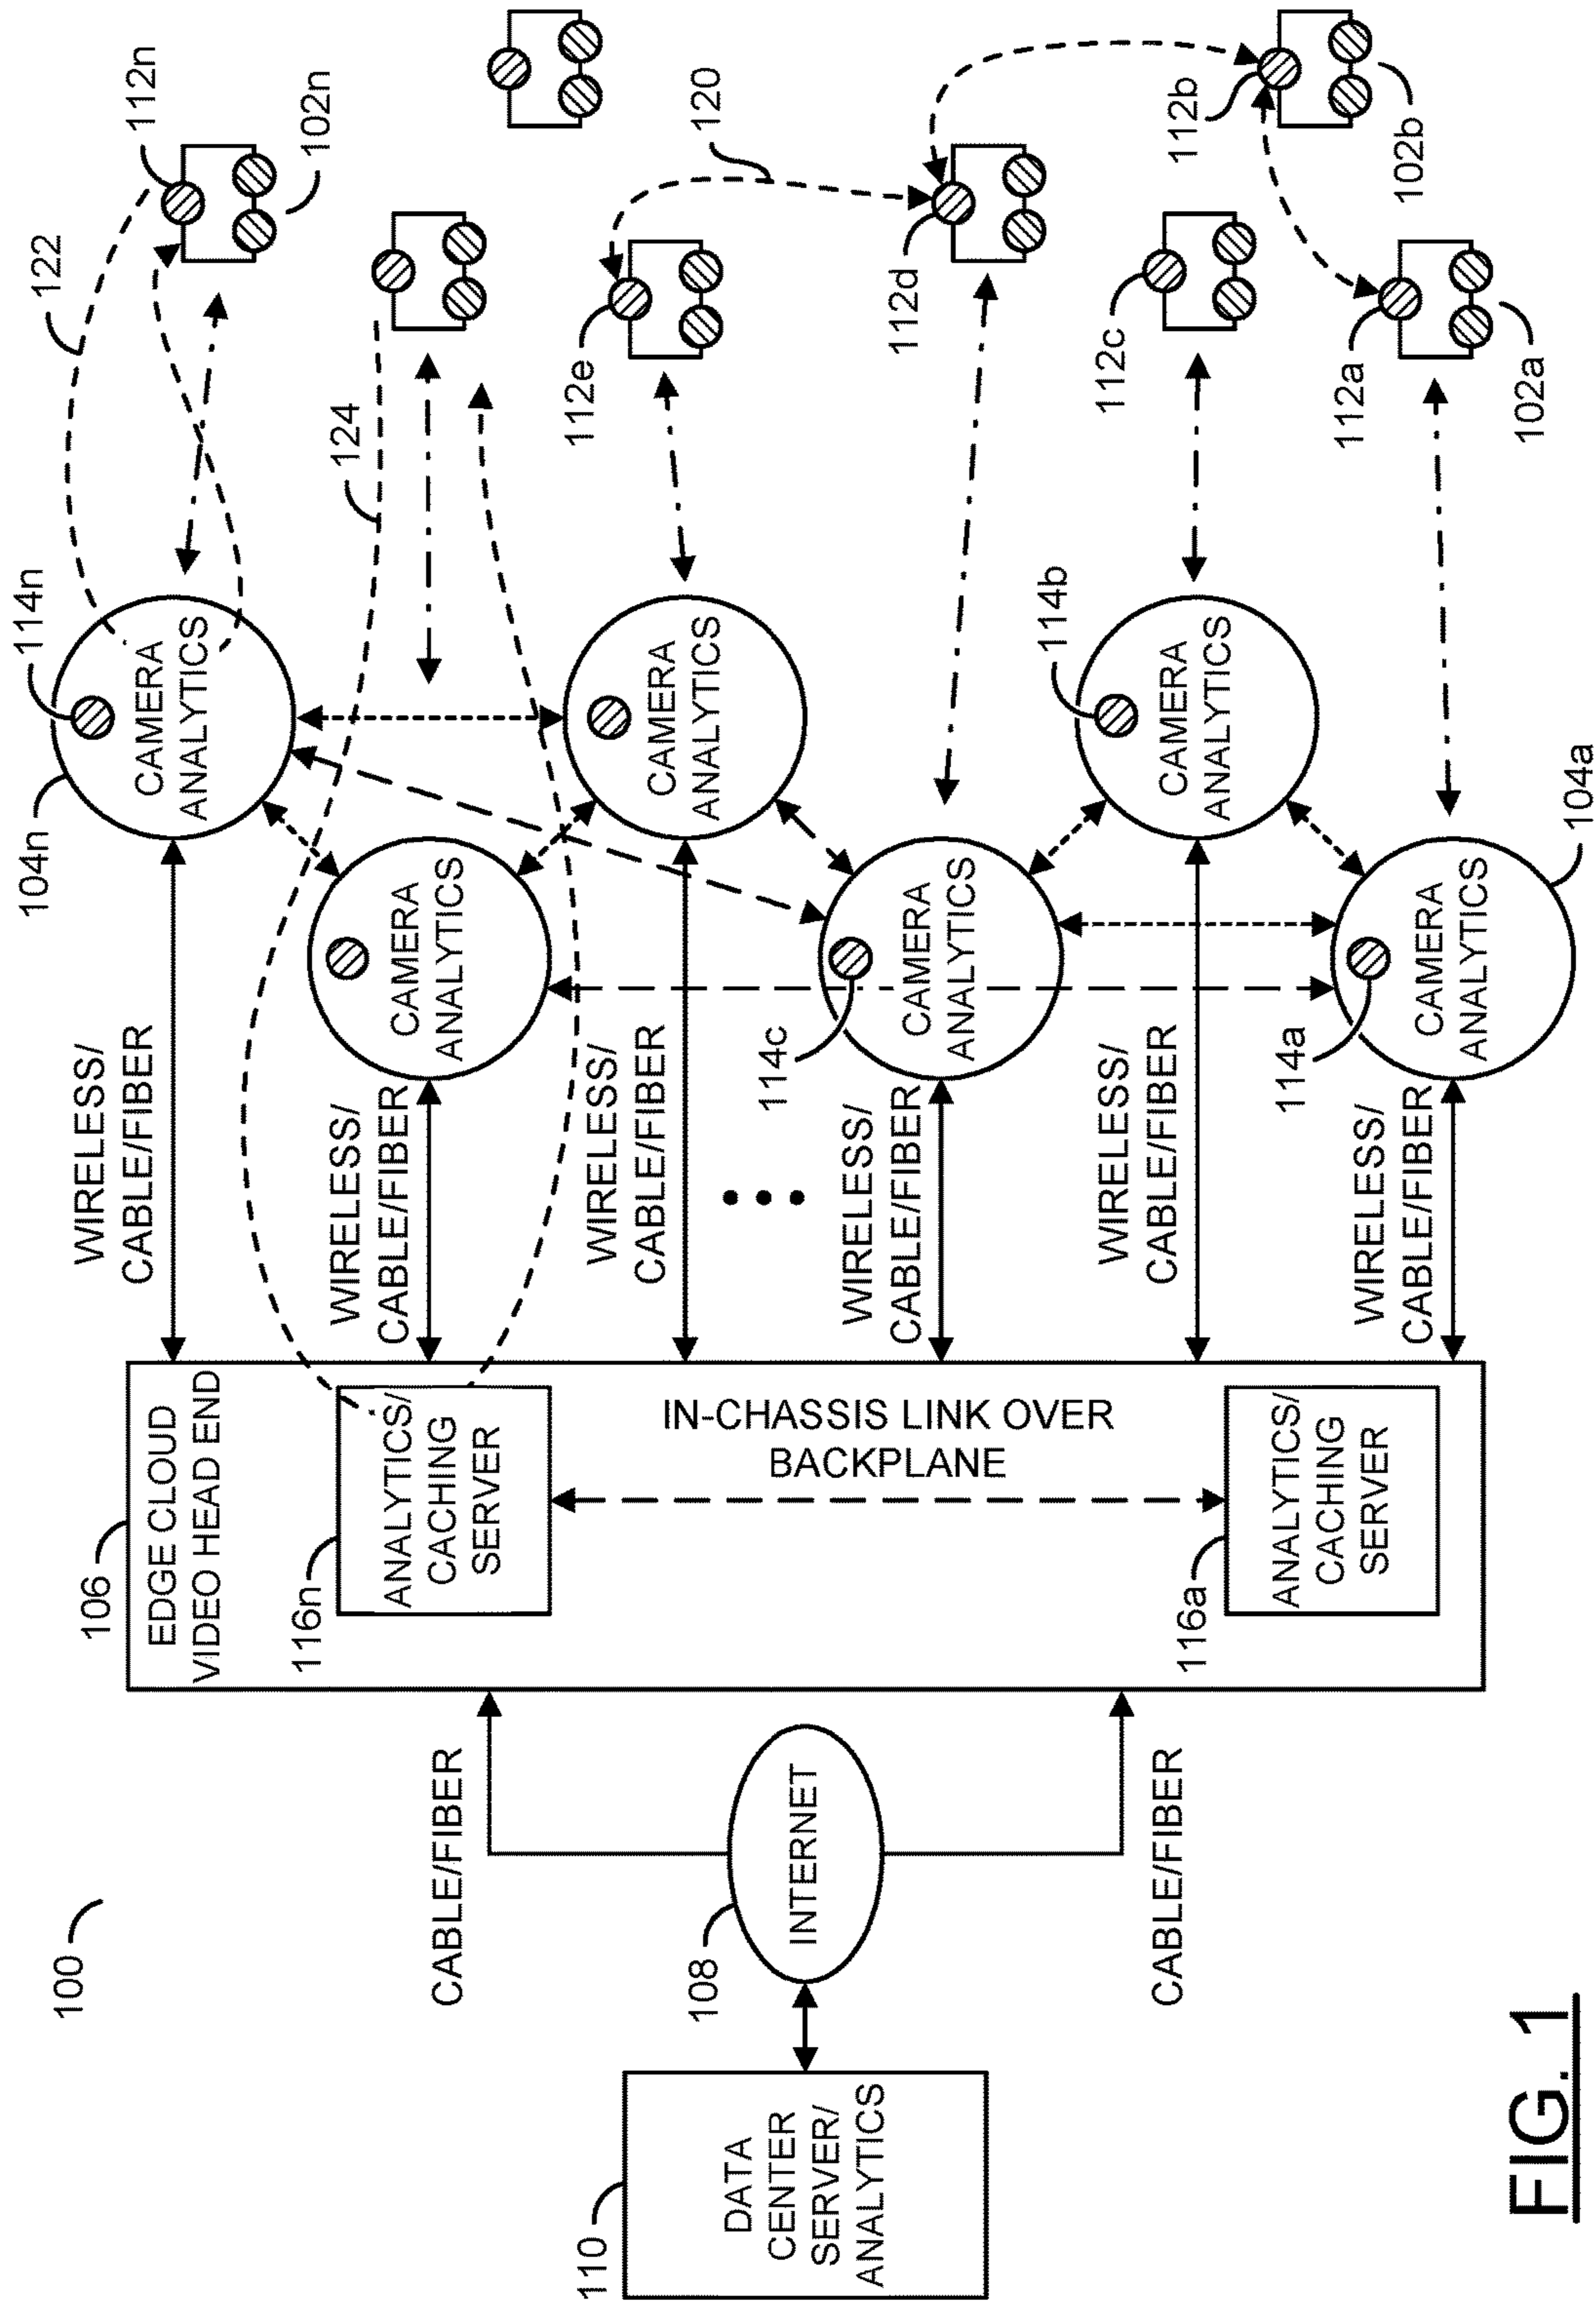 100
110
DATA
CENTER
SERVER/
ANALYTICS
108
INTERNET
CABLE/FIBER
CABLE/FIBER
106
EDGE CLOUD
VIDEO HEAD END
116n
ANALYTICS/
CACHING
SERVER
IN-CHASSIS LINK OVER
BACKPLANE
116a
ANALYTICS/
CACHING
SERVER
WIRELESS/
CABLE/FIBER
WIRELESS/
CABLE/FIBER
WIRELESS/
CABLE/FIBER
WIRELESS/
CABLE/FIBER
WIRELESS/
CABLE/FIBER
WIRELESS/
CABLE/FIBER
104n
114n
CAMERA
ANALYTICS
CAMERA
ANALYTICS
CAMERA
ANALYTICS
114c
CAMERA
ANALYTICS
114b
CAMERA
ANALYTICS
114a
CAMERA
ANALYTICS
104a
122
124
112n
102n
112e
120
112d
112c
112b
102b
112a
102a
FIG. 1